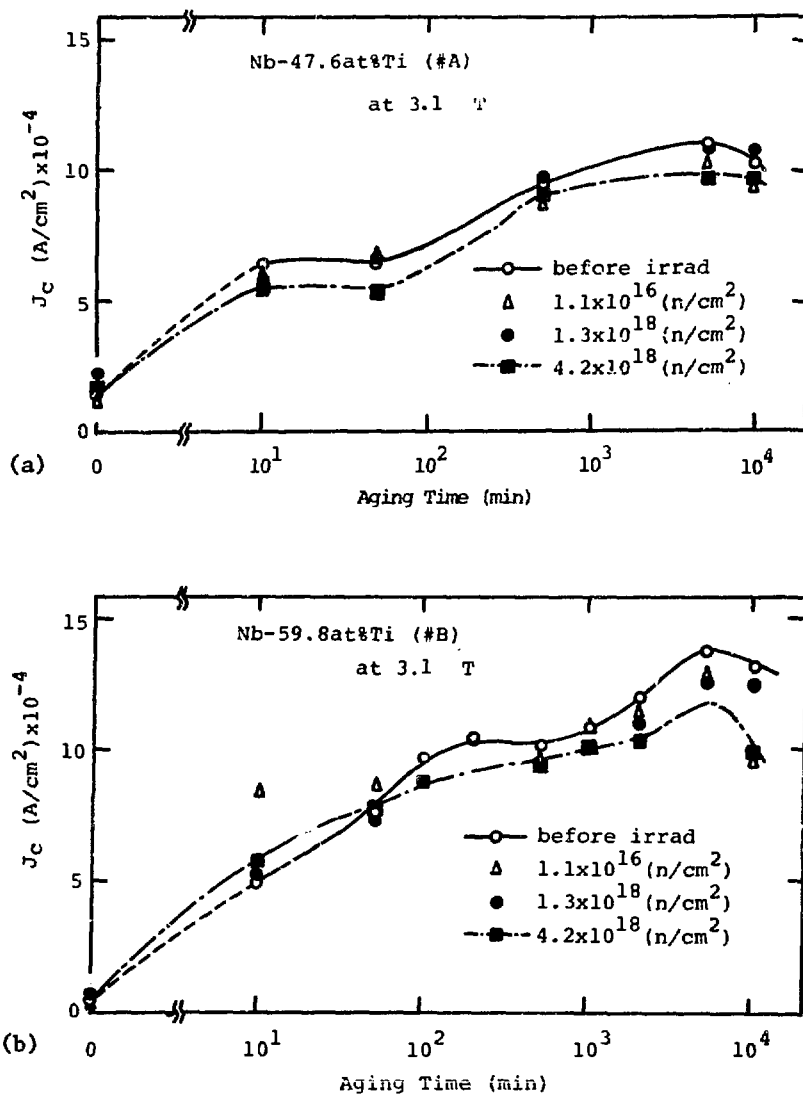 15
10
5
0
J_c (A/cm²)x10⁻⁴
Nb-47.6at%Ti (#A)
at 3.1 T
before irrad
1.1x10¹⁶(n/cm²)
1.3x10¹⁸(n/cm²)
4.2x10¹⁸(n/cm²)
(a)
0 10¹ 10² 10³ 10⁴
Aging Time (min)
15
10
5
0
J_c (A/cm²)x10⁻⁴
Nb-59.8at%Ti (#B)
at 3.1 T
before irrad
1.1x10¹⁶(n/cm²)
1.3x10¹⁸(n/cm²)
4.2x10¹⁸(n/cm²)
(b)
0 10¹ 10² 10³ 10⁴
Aging Time (min)